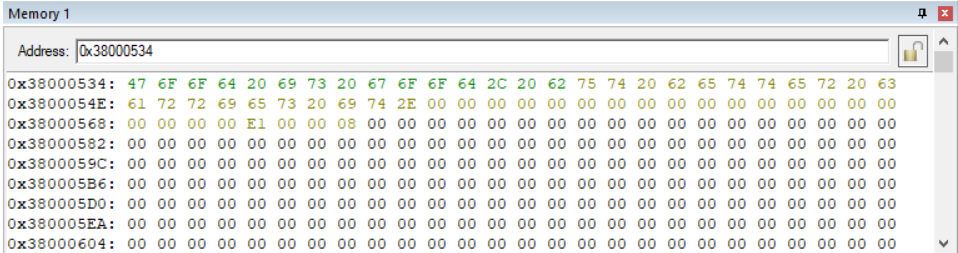 Memory 1
Address: 0x38000534
0x38000534: 47 6F 6F 64 20 69 73 20 67 6F 6F 64 2C 20 62 75 74 20 62 65 74 74 65 72 20 63
0x3800054E: 61 72 72 69 65 73 20 69 74 2E 00 00 00 00 00 00 00 00 00 00 00 00 00 00 00 00
0x38000568: 00 00 00 00 E1 00 00 08 00 00 00 00 00 00 00 00 00 00 00 00 00 00 00 00 00 00
0x38000582: 00 00 00 00 00 00 00 00 00 00 00 00 00 00 00 00 00 00 00 00 00 00 00 00 00 00
0x3800059C: 00 00 00 00 00 00 00 00 00 00 00 00 00 00 00 00 00 00 00 00 00 00 00 00 00 00
0x380005B6: 00 00 00 00 00 00 00 00 00 00 00 00 00 00 00 00 00 00 00 00 00 00 00 00 00 00
0x380005D0: 00 00 00 00 00 00 00 00 00 00 00 00 00 00 00 00 00 00 00 00 00 00 00 00 00 00
0x380005EA: 00 00 00 00 00 00 00 00 00 00 00 00 00 00 00 00 00 00 00 00 00 00 00 00 00 00
0x38000604: 00 00 00 00 00 00 00 00 00 00 00 00 00 00 00 00 00 00 00 00 00 00 00 00 00 00